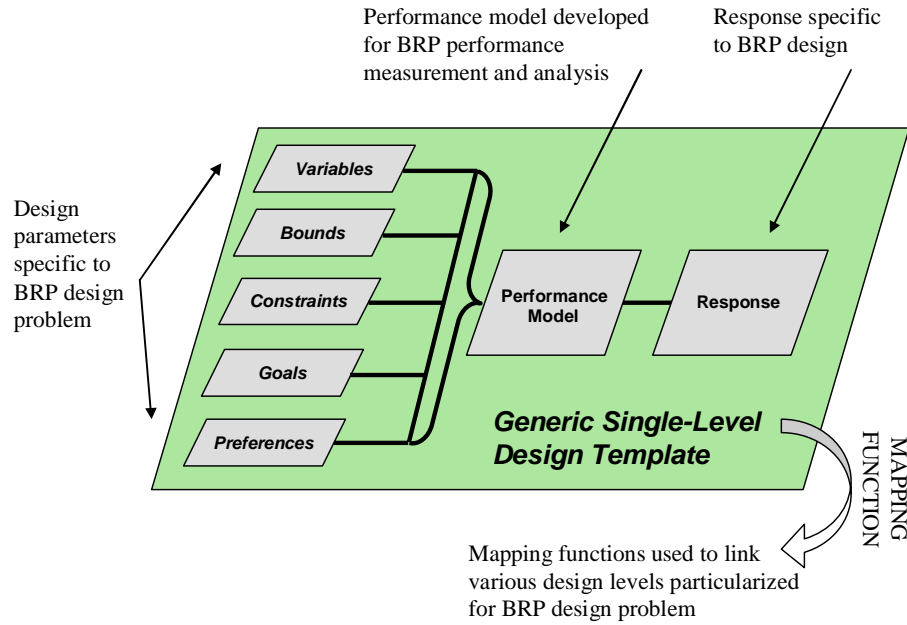 Performance model developed
for BRP performance
measurement and analysis
Response specific
to BRP design
Design
parameters
specific to
BRP design
problem
Variables
Bounds
Constraints
Goals
Preferences
Performance
Model
Response
Generic Single-Level
Design Template
MAPPING
FUNCTION
Mapping functions used to link
various design levels particularized
for BRP design problem